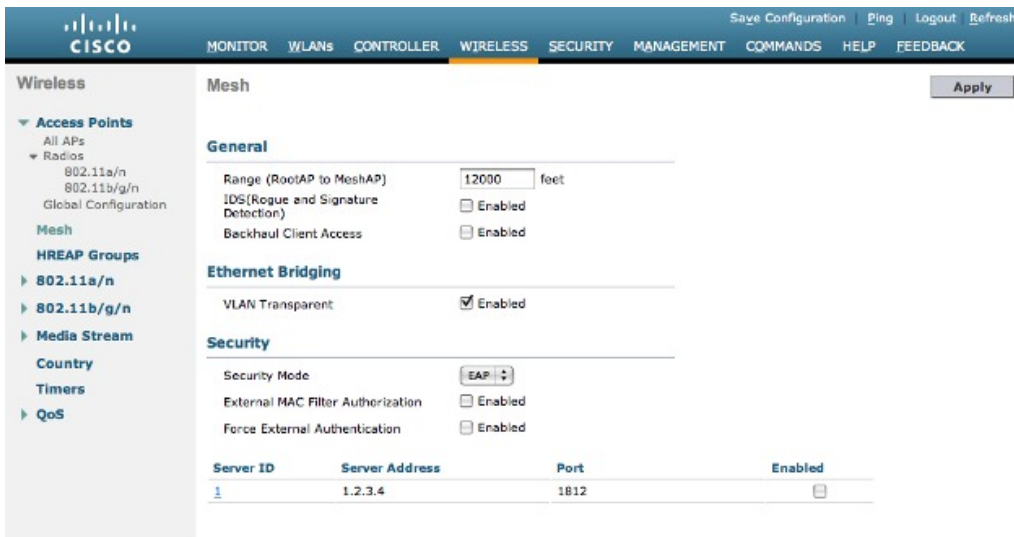 Save Configuration | Ping | Logout | Refresh
CISCO
MONITOR WLANs CONTROLLER WIRELESS SECURITY MANAGEMENT COMMANDS HELP FEEDBACK
Wireless
Access Points
All APs
Radios
802.11a/n
802.11b/g/n
Global Configuration
Mesh
HREAP Groups
802.11a/n
802.11b/g/n
Media Stream
Country
Timers
QoS
Mesh
Apply
General
Range (RootAP to MeshAP) 12000 feet
IDS(Rogue and Signature
Detection) Enabled
Backhaul Client Access Enabled
Ethernet Bridging
VLAN Transparent Enabled
Security
Security Mode EAP
External MAC Filter Authorization Enabled
Force External Authentication Enabled
Server ID Server Address Port Enabled
1 1.2.3.4 1812